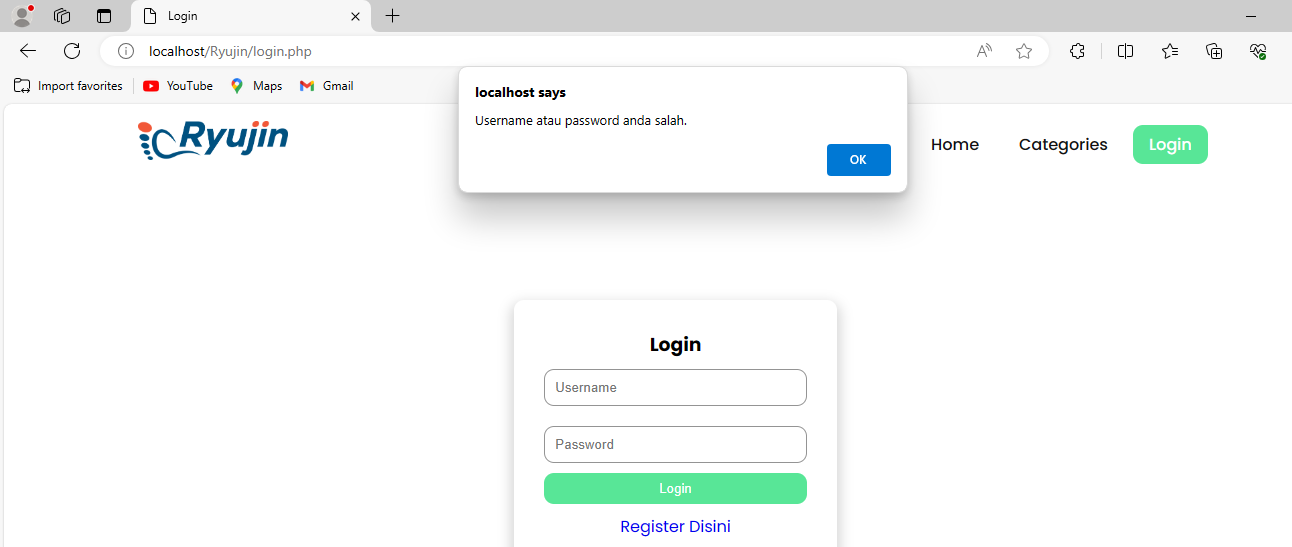 Login
localhost/Ryujin/login.php
Import favorites
YouTube
Maps
Gmail
localhost says
Username atau password anda salah.
OK
Ryujin
Home
Categories
Login
Login
Username
Password
Login
Register Disini